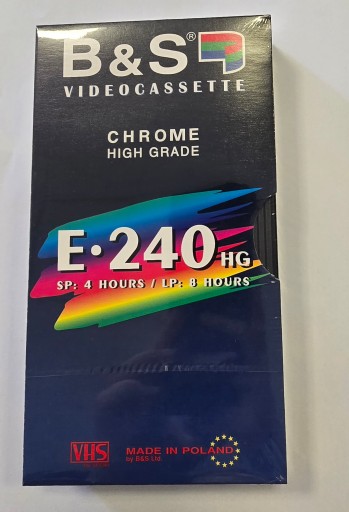 B&S®
VIDEOCASSETTE
CHROME
HIGH GRADE
E·240 HG
SP: 4 HOURS / LP: 8 HOURS
VHS
MADE IN POLAND
by B&S Ltd.